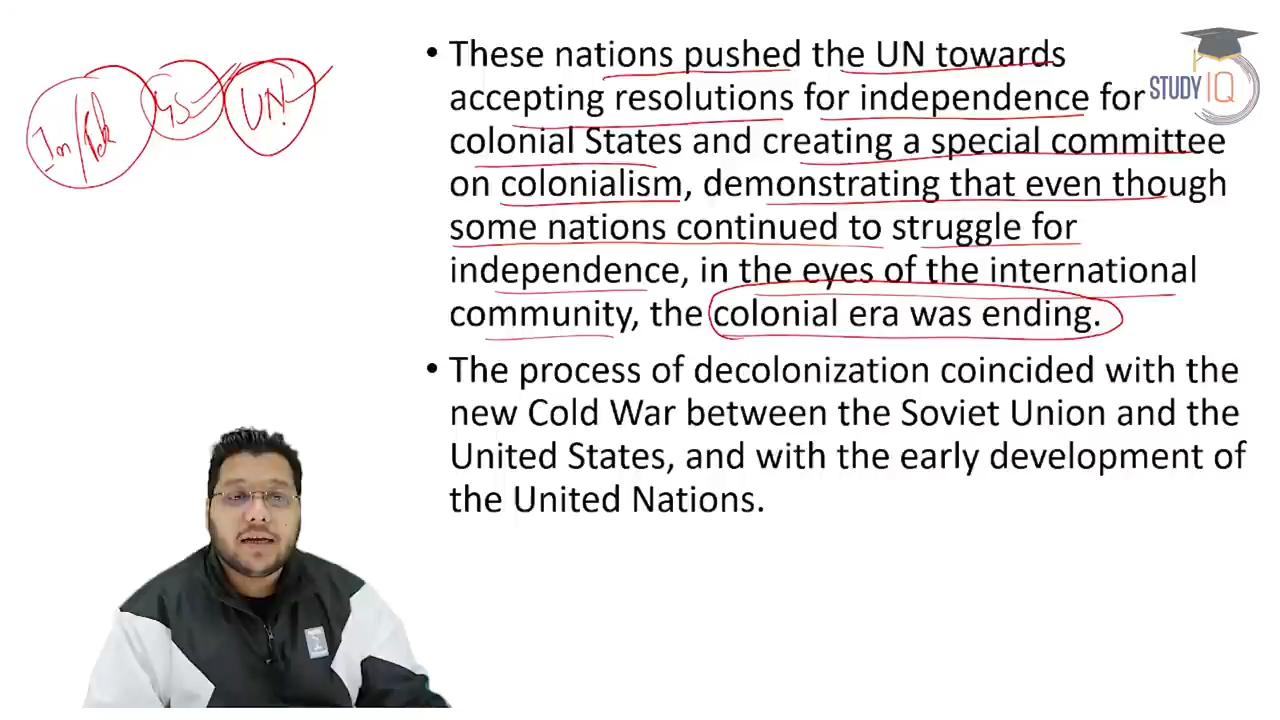 • These nations pushed the UN towards
accepting resolutions for independence for
colonial States and creating a special committee
on colonialism, demonstrating that even though
some nations continued to struggle for
independence, in the eyes of the international
community, the colonial era was ending.
• The process of decolonization coincided with the
new Cold War between the Soviet Union and the
United States, and with the early development of
the United Nations.
STUDY IQ
45
UN!